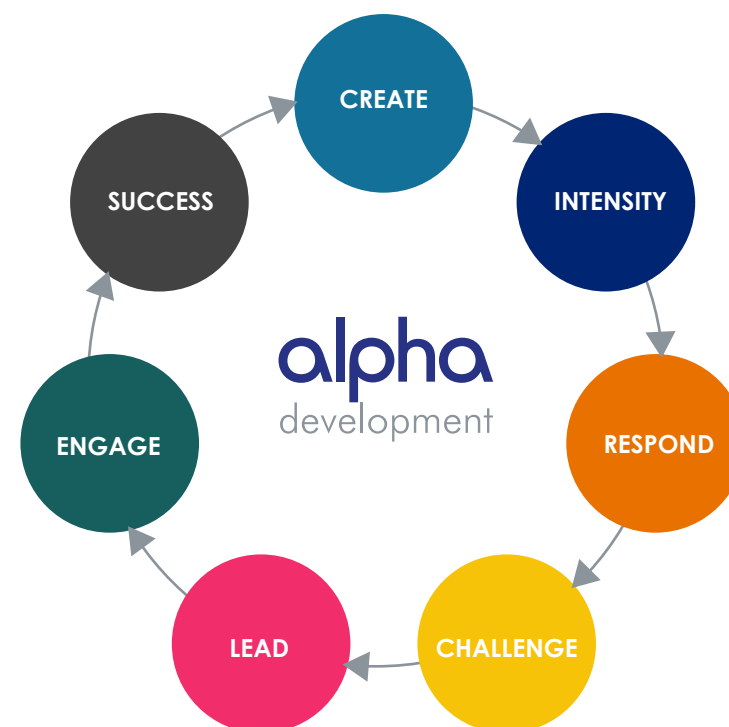 CREATE
INTENSITY
RESPOND
CHALLENGE
LEAD
ENGAGE
SUCCESS
alpha
development